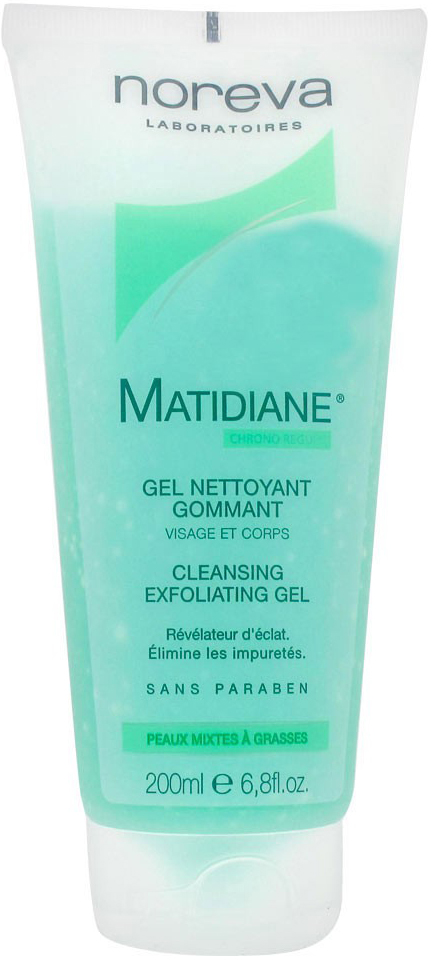 noreva
LABORATOIRES
MATIDIANE®
CHRONO
GEL NETTOYANT
GOMMANT
VISAGE ET CORPS
CLEANSING
EXFOLIATING GEL
Révélateur d'éclat.
Élimine les impuretés.
SANS PARABEN
PEAUX MIXTES À GRASSES
200ml ℮ 6,8fl.oz.